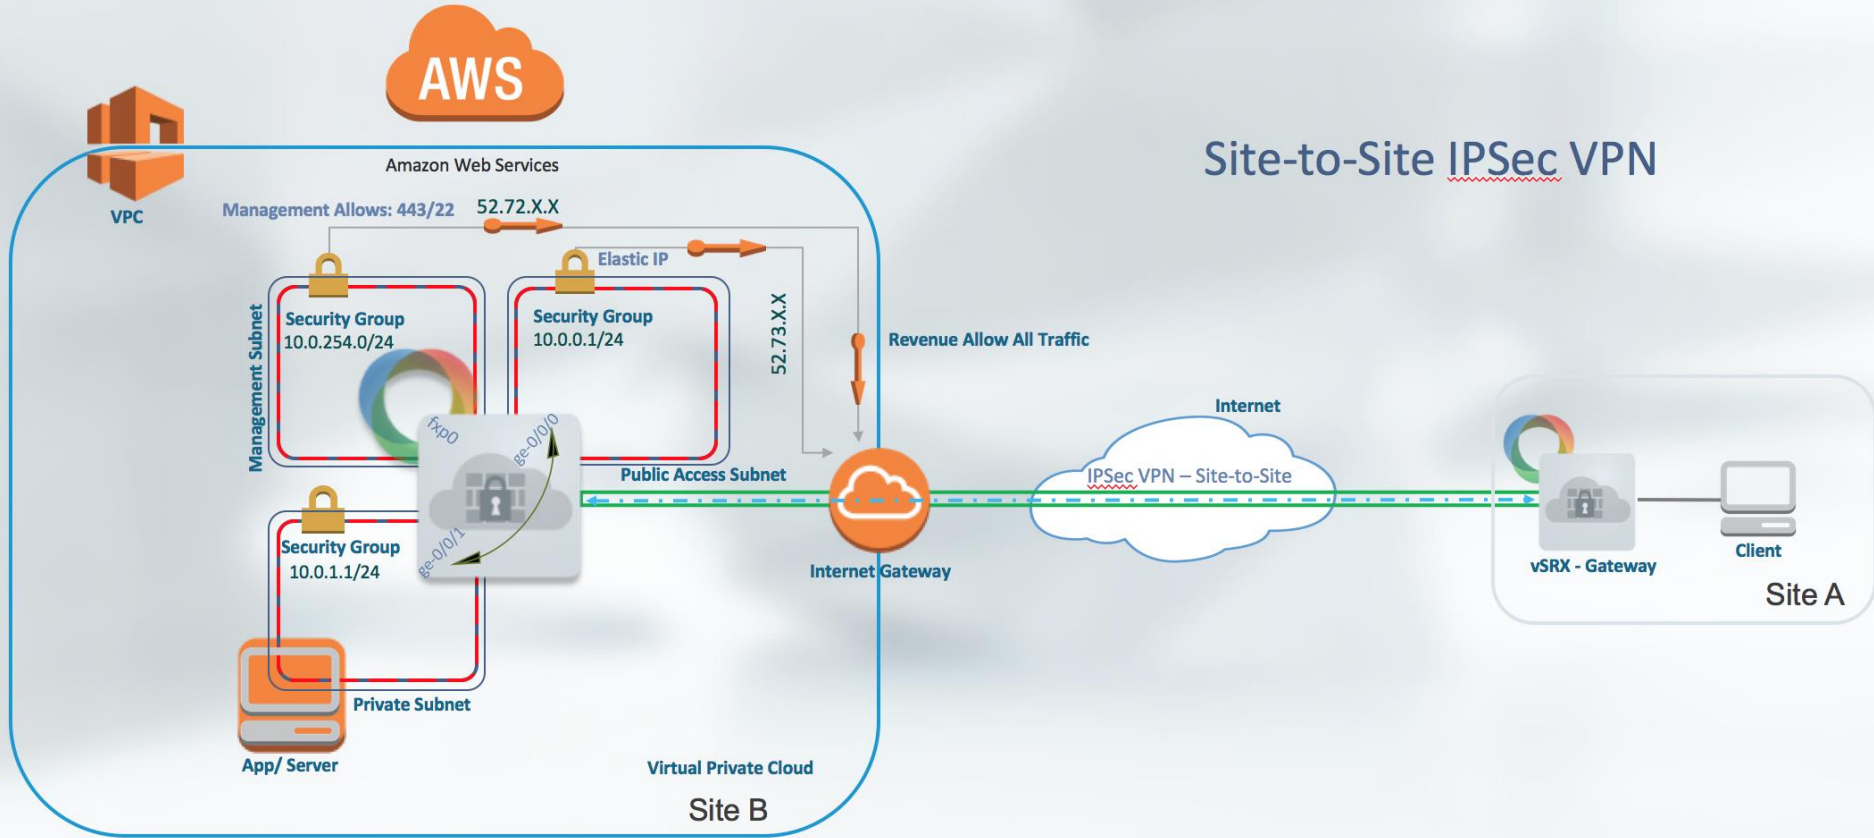 AWS
Amazon Web Services
VPC
Site-to-Site IPSec VPN
Management Allows: 443/22
52.72.X.X
Elastic IP
Management Subnet
Security Group
10.0.254.0/24
Security Group
10.0.0.1/24
52.73.X.X
Revenue Allow All Traffic
fxp0
ge-0/0/0
ge-0/0/1
Public Access Subnet
Internet
IPSec VPN – Site-to-Site
Internet Gateway
Security Group
10.0.1.1/24
Private Subnet
App/ Server
Virtual Private Cloud
Site B
vSRX - Gateway
Client
Site A